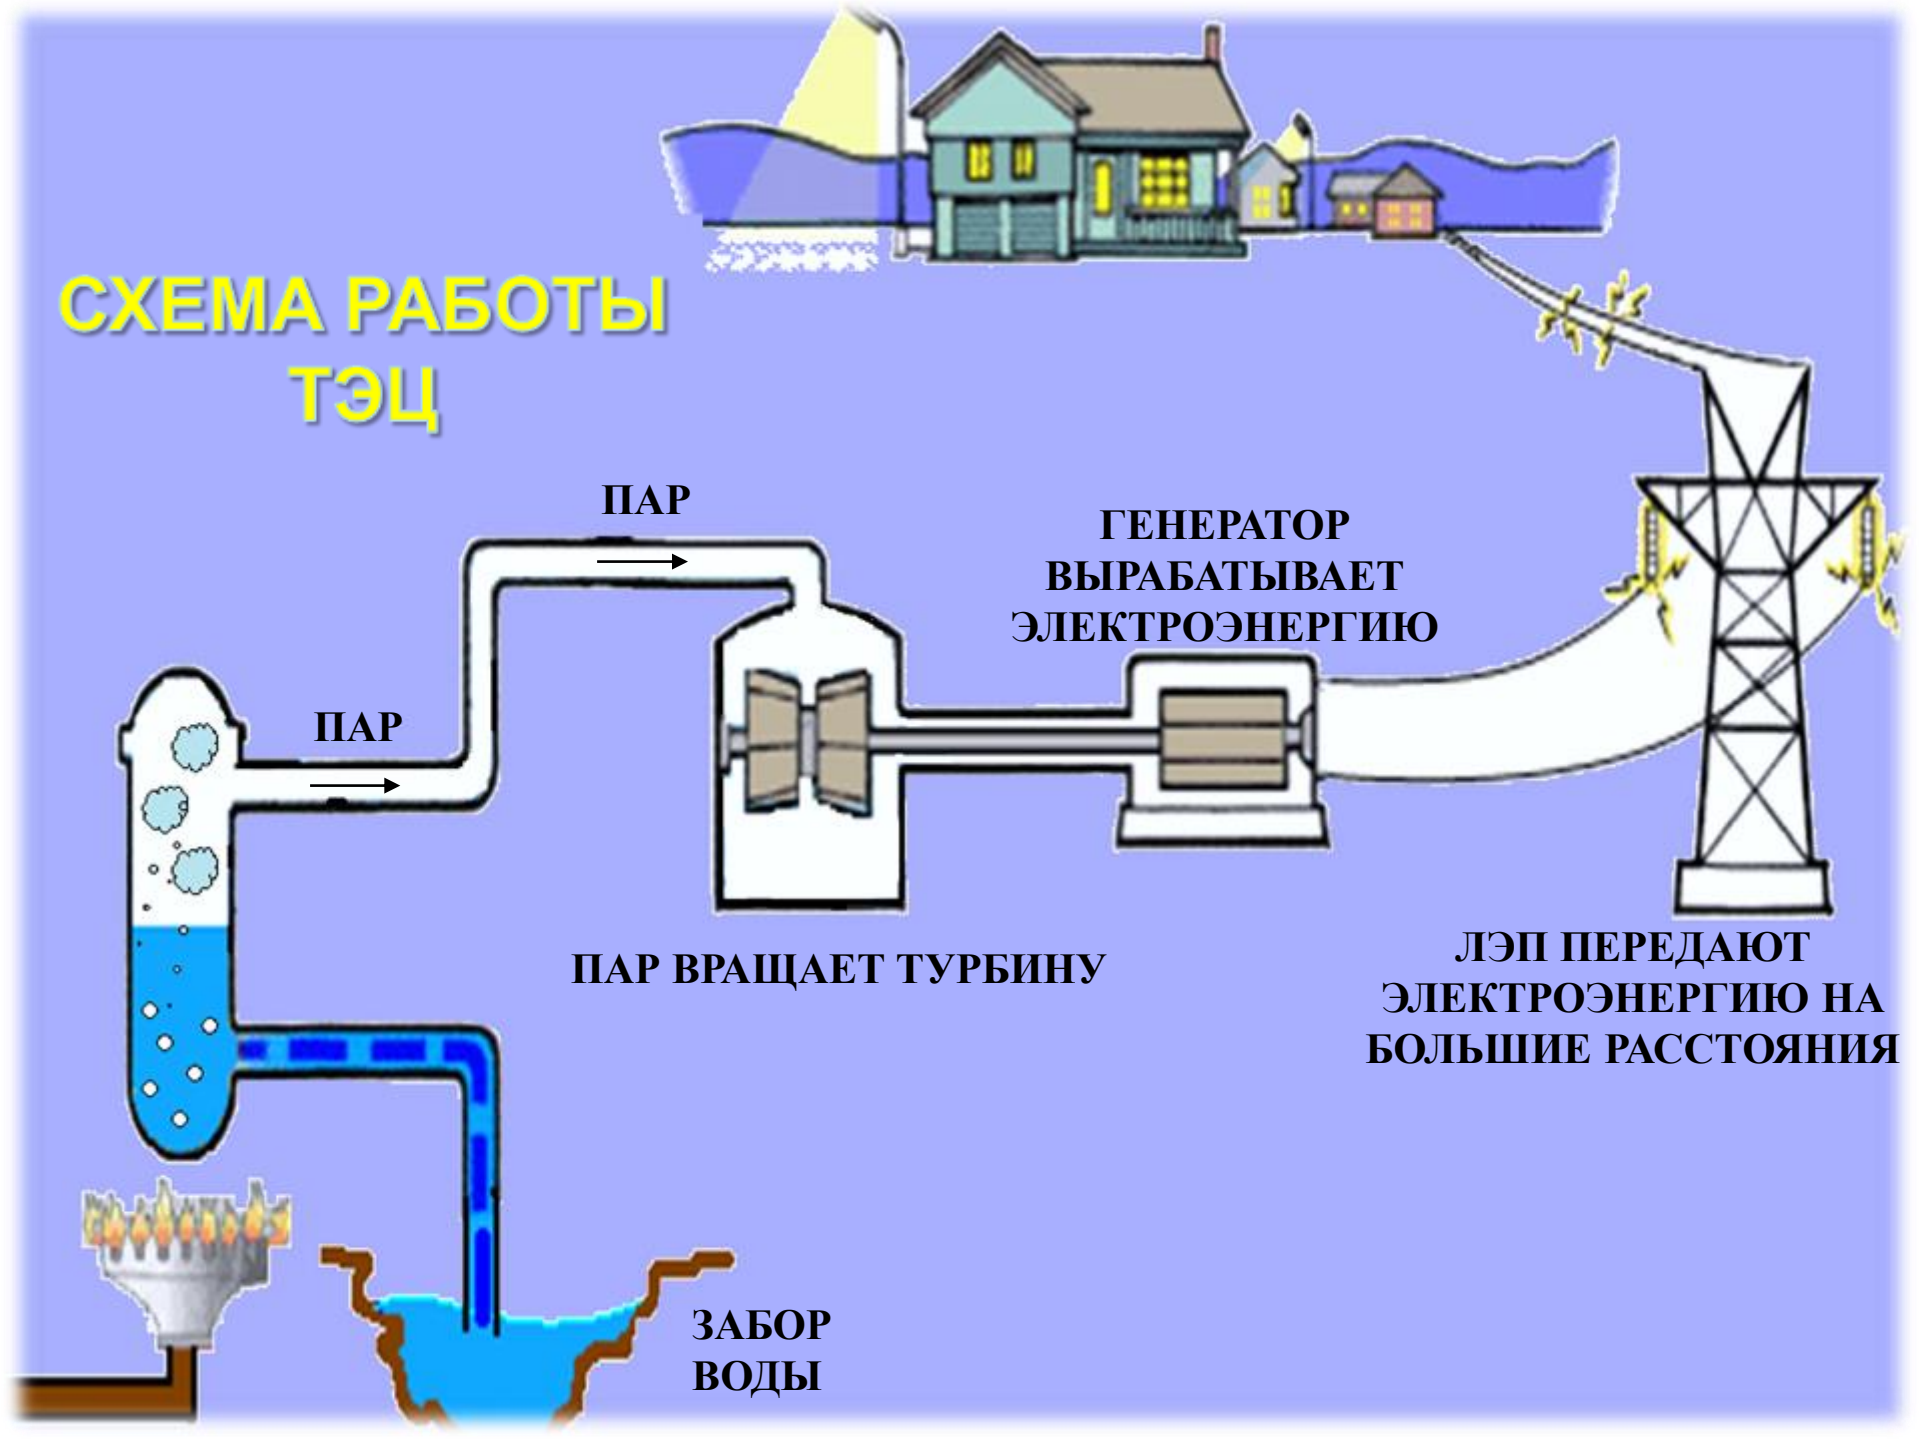 СХЕМА РАБОТЫ
ТЭЦ
ПАР
ГЕНЕРАТОР
ВЫРАБАТЫВАЕТ
ЭЛЕКТРОЭНЕРГИЮ
ПАР
ПАР ВРАЩАЕТ ТУРБИНУ
ЛЭП ПЕРЕДАЮТ
ЭЛЕКТРОЭНЕРГИЮ НА
БОЛЬШИЕ РАССТОЯНИЯ
ЗАБОР
ВОДЫ